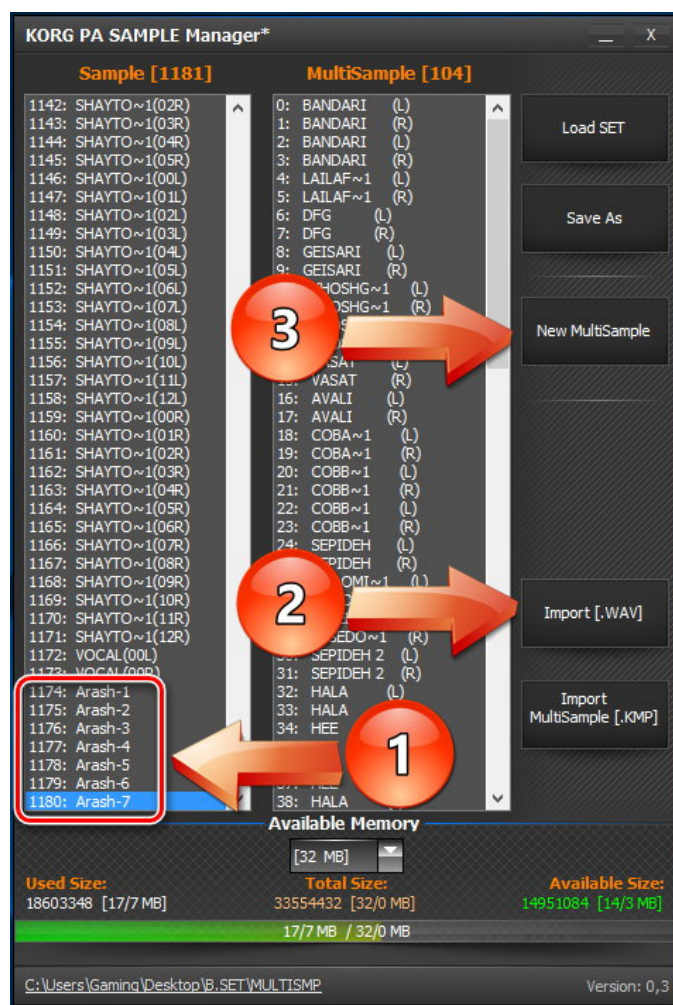 KORG PA SAMPLE Manager*
_ X
Sample [1181]
1142: SHAYTO~1(02R)
1143: SHAYTO~1(03R)
1144: SHAYTO~1(04R)
1145: SHAYTO~1(05R)
1146: SHAYTO~1(00L)
1147: SHAYTO~1(01L)
1148: SHAYTO~1(02L)
1149: SHAYTO~1(03L)
1150: SHAYTO~1(04L)
1151: SHAYTO~1(05L)
1152: SHAYTO~1(06L)
1153: SHAYTO~1(07L)
1154: SHAYTO~1(08L)
1155: SHAYTO~1(09L)
1156: SHAYTO~1(10L)
1157: SHAYTO~1(11L)
1158: SHAYTO~1(12L)
1159: SHAYTO~1(00R)
1160: SHAYTO~1(01R)
1161: SHAYTO~1(02R)
1162: SHAYTO~1(03R)
1163: SHAYTO~1(04R)
1164: SHAYTO~1(05R)
1165: SHAYTO~1(06R)
1166: SHAYTO~1(07R)
1167: SHAYTO~1(08R)
1168: SHAYTO~1(09R)
1169: SHAYTO~1(10R)
1170: SHAYTO~1(11R)
1171: SHAYTO~1(12R)
1172: VOCAL(00L)
1173: VOCAL(00R)
1174: Arash-1
1175: Arash-2
1176: Arash-3
1177: Arash-4
1178: Arash-5
1179: Arash-6
1180: Arash-7
MultiSample [104]
0: BANDARI (L)
1: BANDARI (R)
2: BANDARI (L)
3: BANDARI (R)
4: LAILAF~1 (L)
5: LAILAF~1 (R)
6: DFG (L)
7: DFG (R)
8: GEISARI (L)
9: GEISARI (R)
(L)
(R)
(L)
VASAT (R)
16: AVALI (L)
17: AVALI (R)
18: COBA~1 (L)
19: COBA~1 (R)
20: COBB~1 (L)
21: COBB~1 (R)
22: COBB~1 (L)
23: COBB~1 (R)
24: SEPIDEH (L)
(R)
(L)
(R)
SEPIDEH 2 (L)
31: SEPIDEH 2 (R)
32: HALA (L)
33: HALA
34: HEE
38: HALA
3
2
1
Load SET
Save As
New MultiSample
Import [.WAV]
Import
MultiSample [.KMP]
Available Memory
[32 MB]
Used Size:
18603348 [17/7 MB]
Total Size:
33554432 [32/0 MB]
Available Size:
14951084 [14/3 MB]
17/7 MB / 32/0 MB
C:\Users\Gaming\Desktop\B.SET\MULTISMP
Version: 0,3